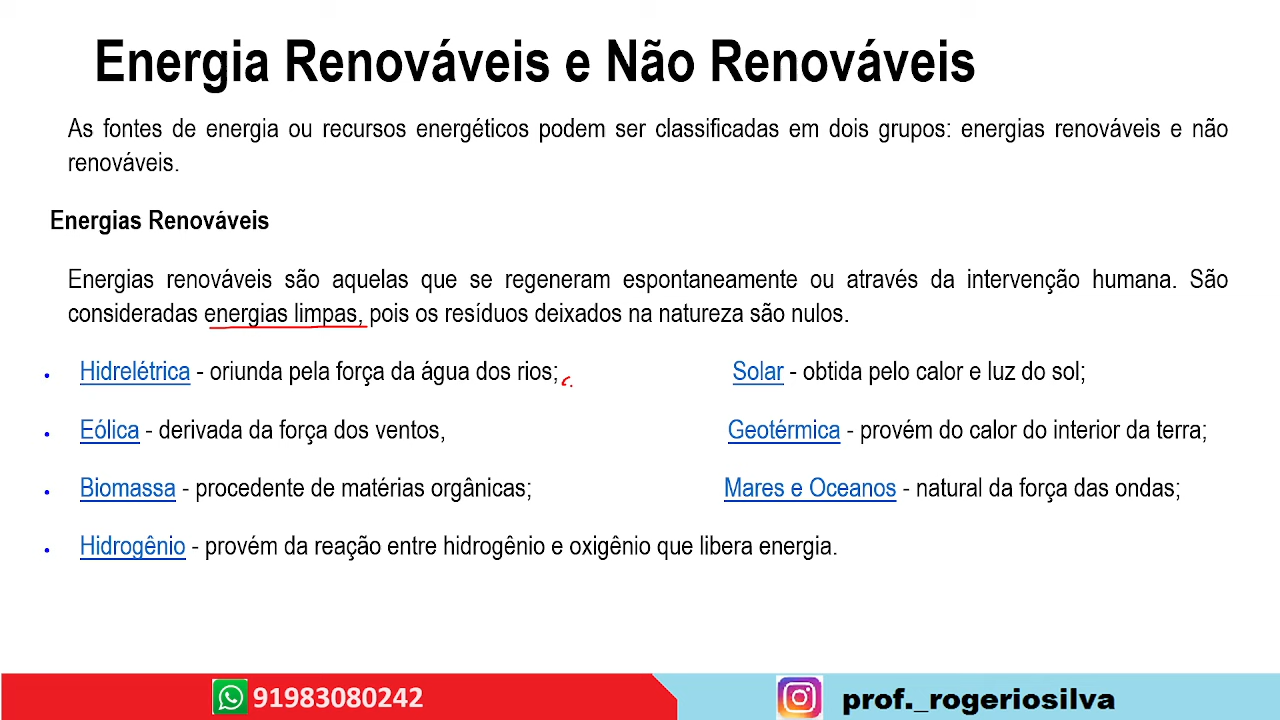 Energia Renováveis e Não Renováveis
As fontes de energia ou recursos energéticos podem ser classificadas em dois grupos: energias renováveis e não
renováveis.
Energias Renováveis
Energias renováveis são aquelas que se regeneram espontaneamente ou através da intervenção humana. São
consideradas energias limpas, pois os resíduos deixados na natureza são nulos.
• Hidrelétrica - oriunda pela força da água dos rios; Solar - obtida pelo calor e luz do sol;
• Eólica - derivada da força dos ventos, Geotérmica - provém do calor do interior da terra;
• Biomassa - procedente de matérias orgânicas; Mares e Oceanos - natural da força das ondas;
• Hidrogênio - provém da reação entre hidrogênio e oxigênio que libera energia.
91983080242 prof._rogeriosilva